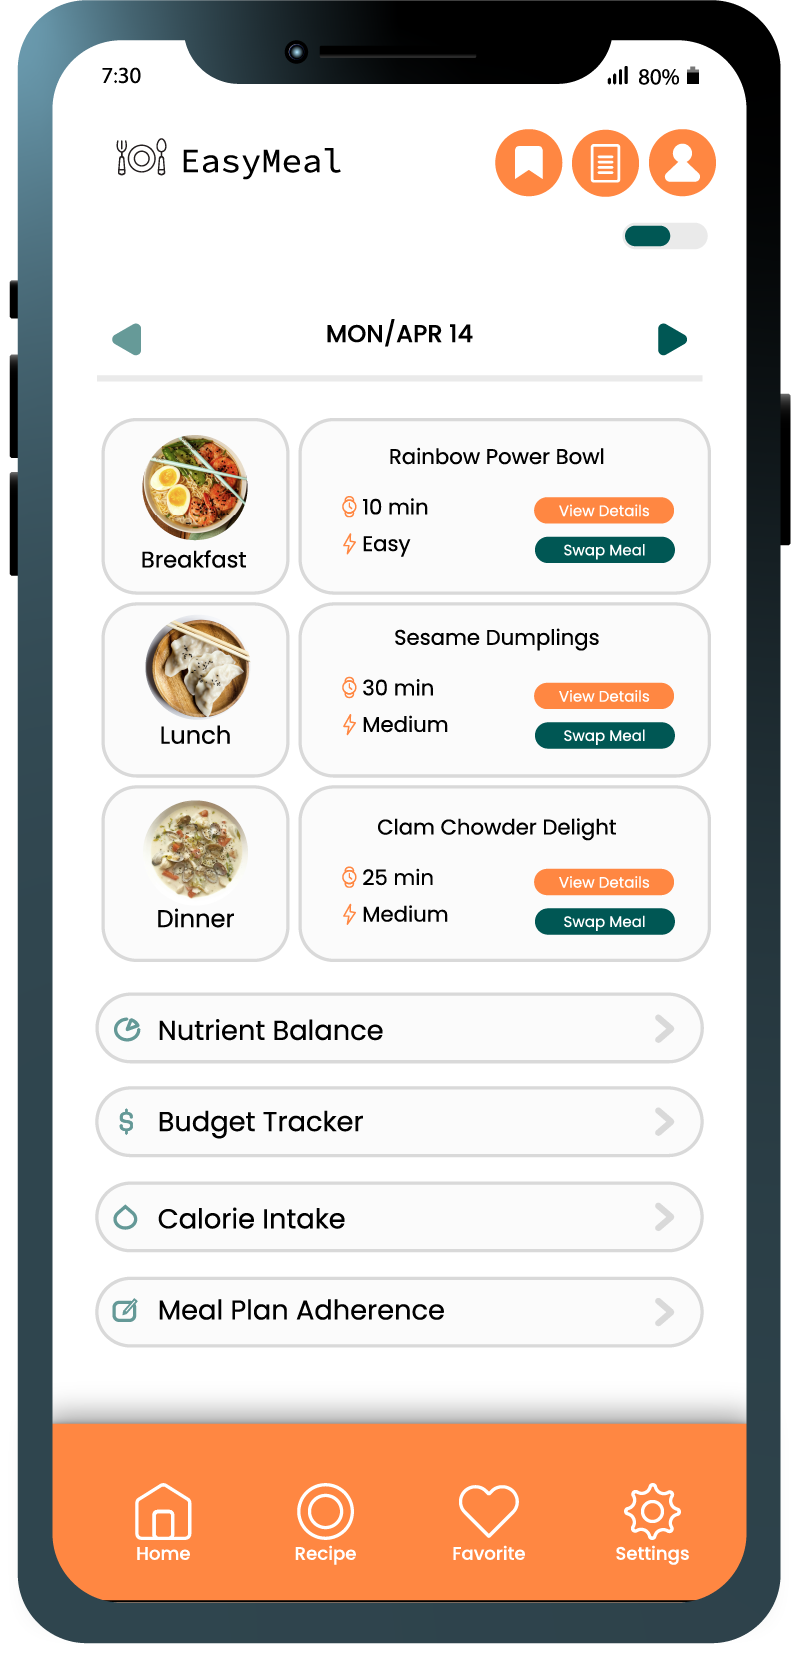 7:30
80%
EasyMeal
MON/APR 14
Rainbow Power Bowl
10 min
View Details
Easy
Swap Meal
Breakfast
Sesame Dumplings
30 min
View Details
Medium
Swap Meal
Lunch
Clam Chowder Delight
25 min
View Details
Medium
Swap Meal
Dinner
Nutrient Balance
Budget Tracker
Calorie Intake
Meal Plan Adherence
Home
Recipe
Favorite
Settings